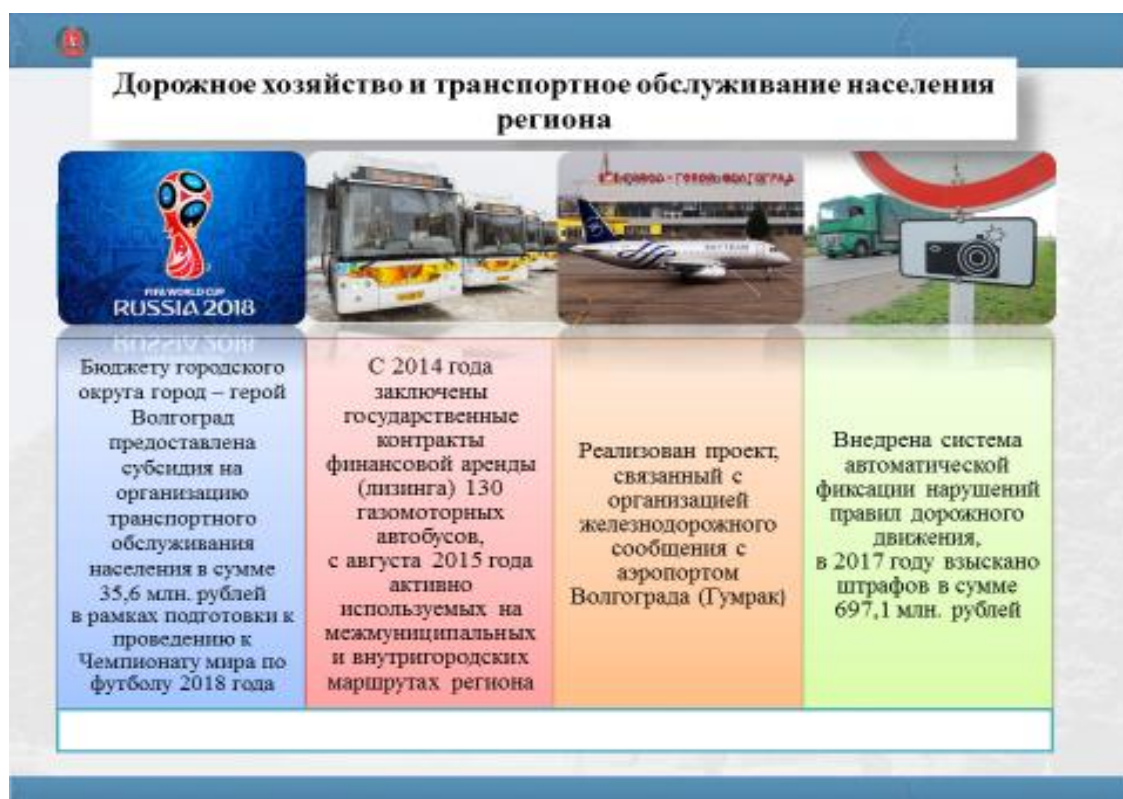 Дорожное хозяйство и транспортное обслуживание населения
региона
FIFA WORLD CUP
RUSSIA 2018
Бюджету городского
округа город – герой
Волгоград
предоставлена
субсидия на
организацию
транспортного
обслуживания
населения в сумме
35,6 млн. рублей
в рамках подготовки к
проведению к
Чемпионату мира по
футболу 2018 года
С 2014 года
заключены
государственные
контракты
финансовой аренды
(лизинга) 130
газомоторных
автобусов,
с августа 2015 года
активно
используемых на
межмуниципальных
и внутригородских
маршрутах региона
Реализован проект,
связанный с
организацией
железнодорожного
сообщения с
аэропортом
Волгограда (Гумрак)
Внедрена система
автоматической
фиксации нарушений
правил дорожного
движения,
в 2017 году взыскано
штрафов в сумме
697,1 млн. рублей